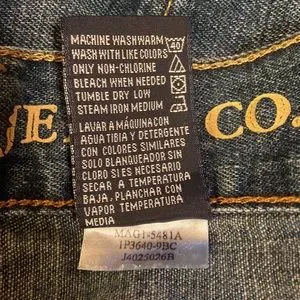 MACHINE WASH WARM
40
WASH WITH LIKE COLORS
ONLY NON-CHLORINE
BLEACH WHEN NEEDED
TUMBLE DRY LOW
STEAM IRON MEDIUM
JE CO.
LAVAR A MÁQUINA CON
AGUA TIBIA Y DETERGENTE
CON COLORES SIMILARES
SOLO BLANQUEADOR SIN
CLORO SI ES NECESARIO
SECAR A TEMPERATURA
BAJA. PLANCHAR CON
VAPOR TEMPERATURA
MEDIA
MAG1-5481A
1P3640-9BC
J4025026B